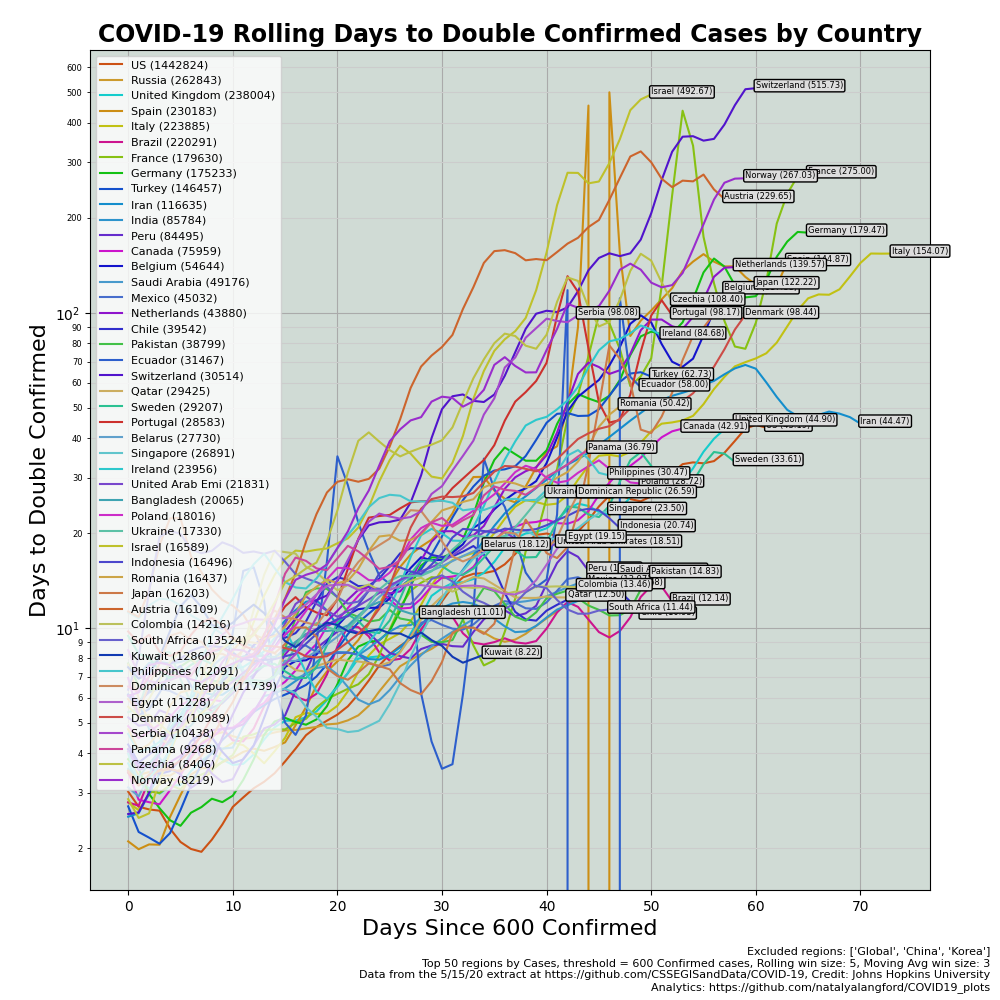 COVID-19 Rolling Days to Double Confirmed Cases by Country
Days to Double Confirmed
600
500
400
300
200
10²
90
80
70
60
50
40
30
20
10¹
9
8
7
6
5
4
3
2
US (1442824)
Russia (262843)
United Kingdom (238004)
Spain (230183)
Italy (223885)
Brazil (220291)
France (179630)
Germany (175233)
Turkey (146457)
Iran (116635)
India (85784)
Peru (84495)
Canada (75959)
Belgium (54644)
Saudi Arabia (49176)
Mexico (45032)
Netherlands (43880)
Chile (39542)
Pakistan (38799)
Ecuador (31467)
Switzerland (30514)
Qatar (29425)
Sweden (29207)
Portugal (28583)
Belarus (27730)
Singapore (26891)
Ireland (23956)
United Arab Emi (21831)
Bangladesh (20065)
Poland (18016)
Ukraine (17330)
Israel (16589)
Indonesia (16496)
Romania (16437)
Japan (16203)
Austria (16109)
Colombia (14216)
South Africa (13524)
Kuwait (12860)
Philippines (12091)
Dominican Repub (11739)
Egypt (11228)
Denmark (10989)
Serbia (10438)
Panama (9268)
Czechia (8406)
Norway (8219)
Switzerland (515.73)
Israel (492.67)
France (275.00)
Norway (267.03)
Austria (229.65)
Germany (179.47)
Italy (154.07)
Netherlands (139.57)
Japan (122.22)
Belgium
Czechia (108.40)
Serbia (98.08)
Portugal (98.17)
Denmark (98.44)
Ireland (84.68)
Turkey (62.73)
Ecuador (58.00)
Romania (50.42)
United Kingdom (44.90)
Iran (44.47)
Canada (42.91)
Panama (36.79)
Sweden (33.61)
Philippines (30.47)
Poland (28.72)
Ukrain
Dominican Republic (26.59)
Singapore (23.50)
Indonesia (20.74)
Egypt (19.15)
Belarus (18.12)
rates (18.51)
Peru
Saudi
Pakistan (14.83)
Colombia (13.46)
Qatar (12.50)
Brazil (12.14)
South Africa (11.44)
Bangladesh (11.01)
Kuwait (8.22)
0
10
20
30
40
50
60
70
Days Since 600 Confirmed
Excluded regions: ['Global', 'China', 'Korea']
Top 50 regions by Cases, threshold = 600 Confirmed cases, Rolling win size: 5, Moving Avg win size: 3
Data from the 5/15/20 extract at https://github.com/CSSEGISandData/COVID-19, Credit: Johns Hopkins University
Analytics: https://github.com/natalyalangford/COVID19_plots